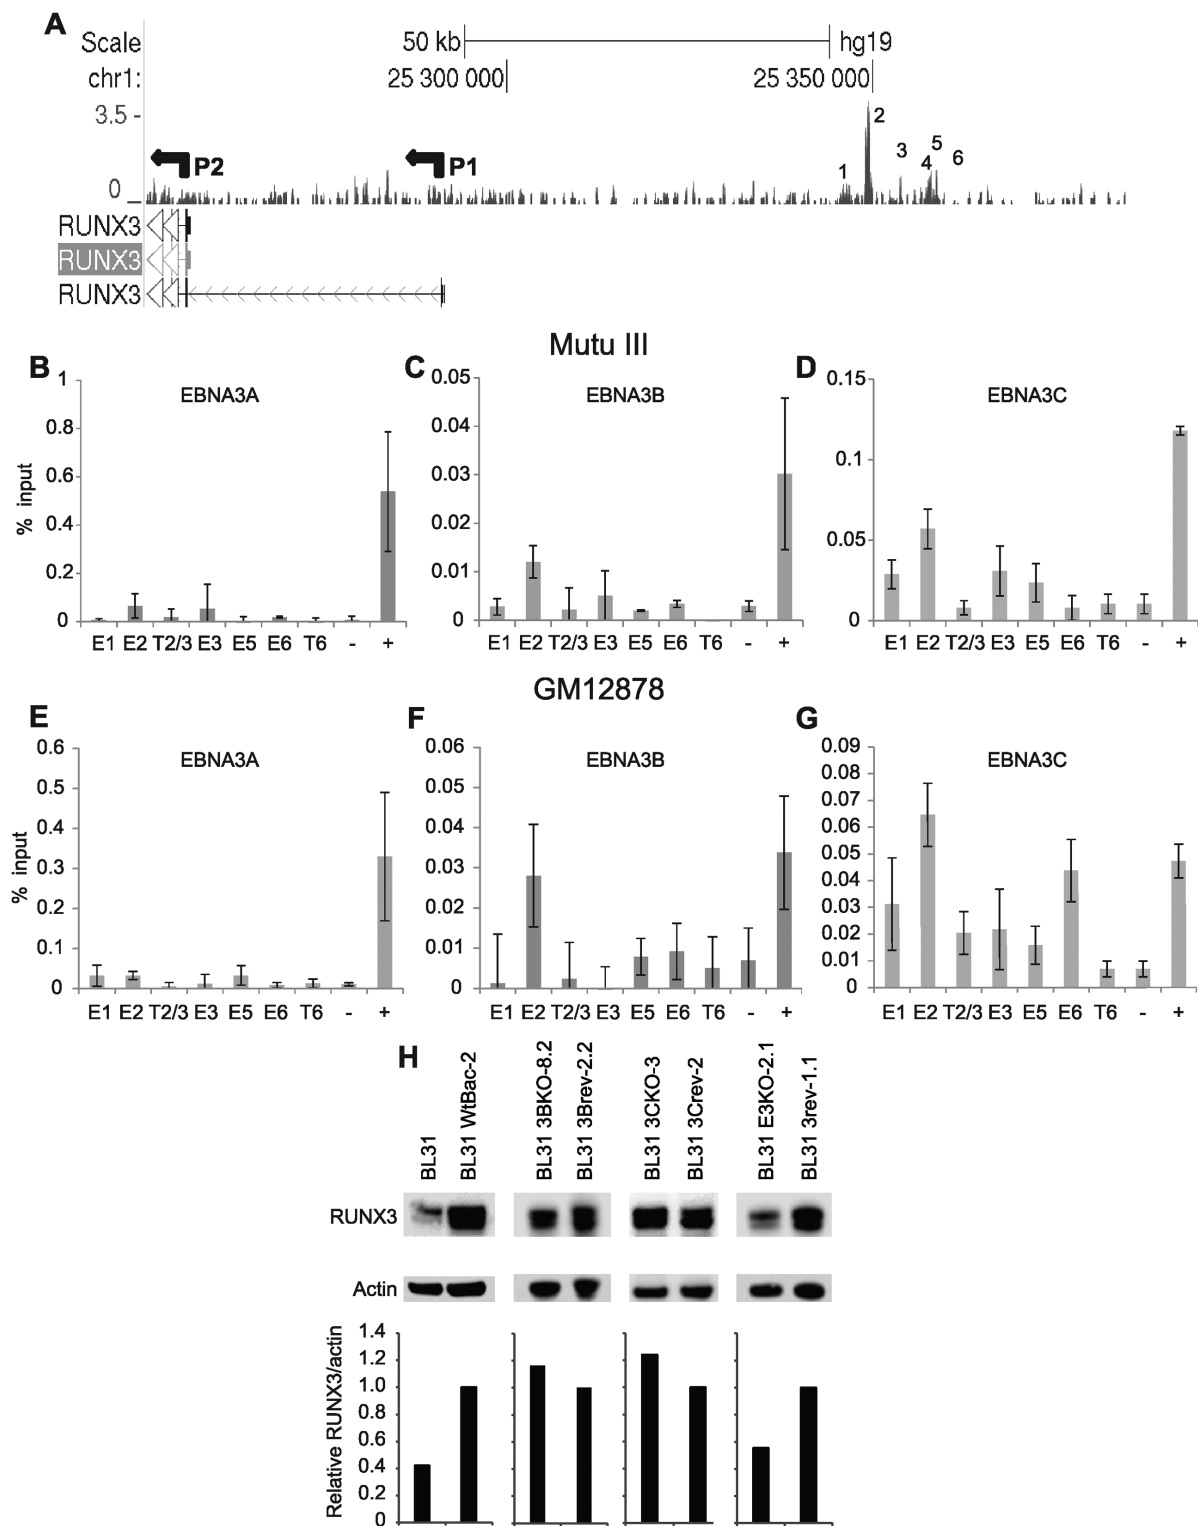 A
Scale 50 kb hg19
chr1: 25 300 000 25 350 000
3.5 -
0
P2 P1 1 2 3 4 5 6
RUNX3
RUNX3
RUNX3
Mutu III
B EBNA3A
1
0.8
0.6
0.4
0.2
0
% input
E1 E2 T2/3 E3 E5 E6 T6 - +
C EBNA3B
0.05
0.04
0.03
0.02
0.01
0
E1 E2 T2/3 E3 E5 E6 T6 - +
D EBNA3C
0.15
0.1
0.05
0
E1 E2 T2/3 E3 E5 E6 T6 - +
GM12878
E EBNA3A
0.6
0.5
0.4
0.3
0.2
0.1
0
% input
E1 E2 T2/3 E3 E5 E6 T6 - +
F EBNA3B
0.06
0.05
0.04
0.03
0.02
0.01
0
E1 E2 T2/3 E3 E5 E6 T6 - +
G EBNA3C
0.09
0.08
0.07
0.06
0.05
0.04
0.03
0.02
0.01
0
E1 E2 T2/3 E3 E5 E6 T6 - +
H
BL31
BL31 WtBac-2
BL31 3BKO-8.2
BL31 3Brev-2.2
BL31 3CKO-3
BL31 3Crev-2
BL31 E3KO-2.1
BL31 3rev-1.1
RUNX3
Actin
Relative RUNX3/actin
1.4
1.2
1.0
0.8
0.6
0.4
0.2
0